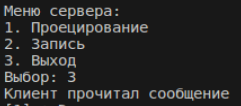 Меню сервера:
1. Проецирование
2. Запись
3. Выход
Выбор: 3
Клиент прочитал сообщение